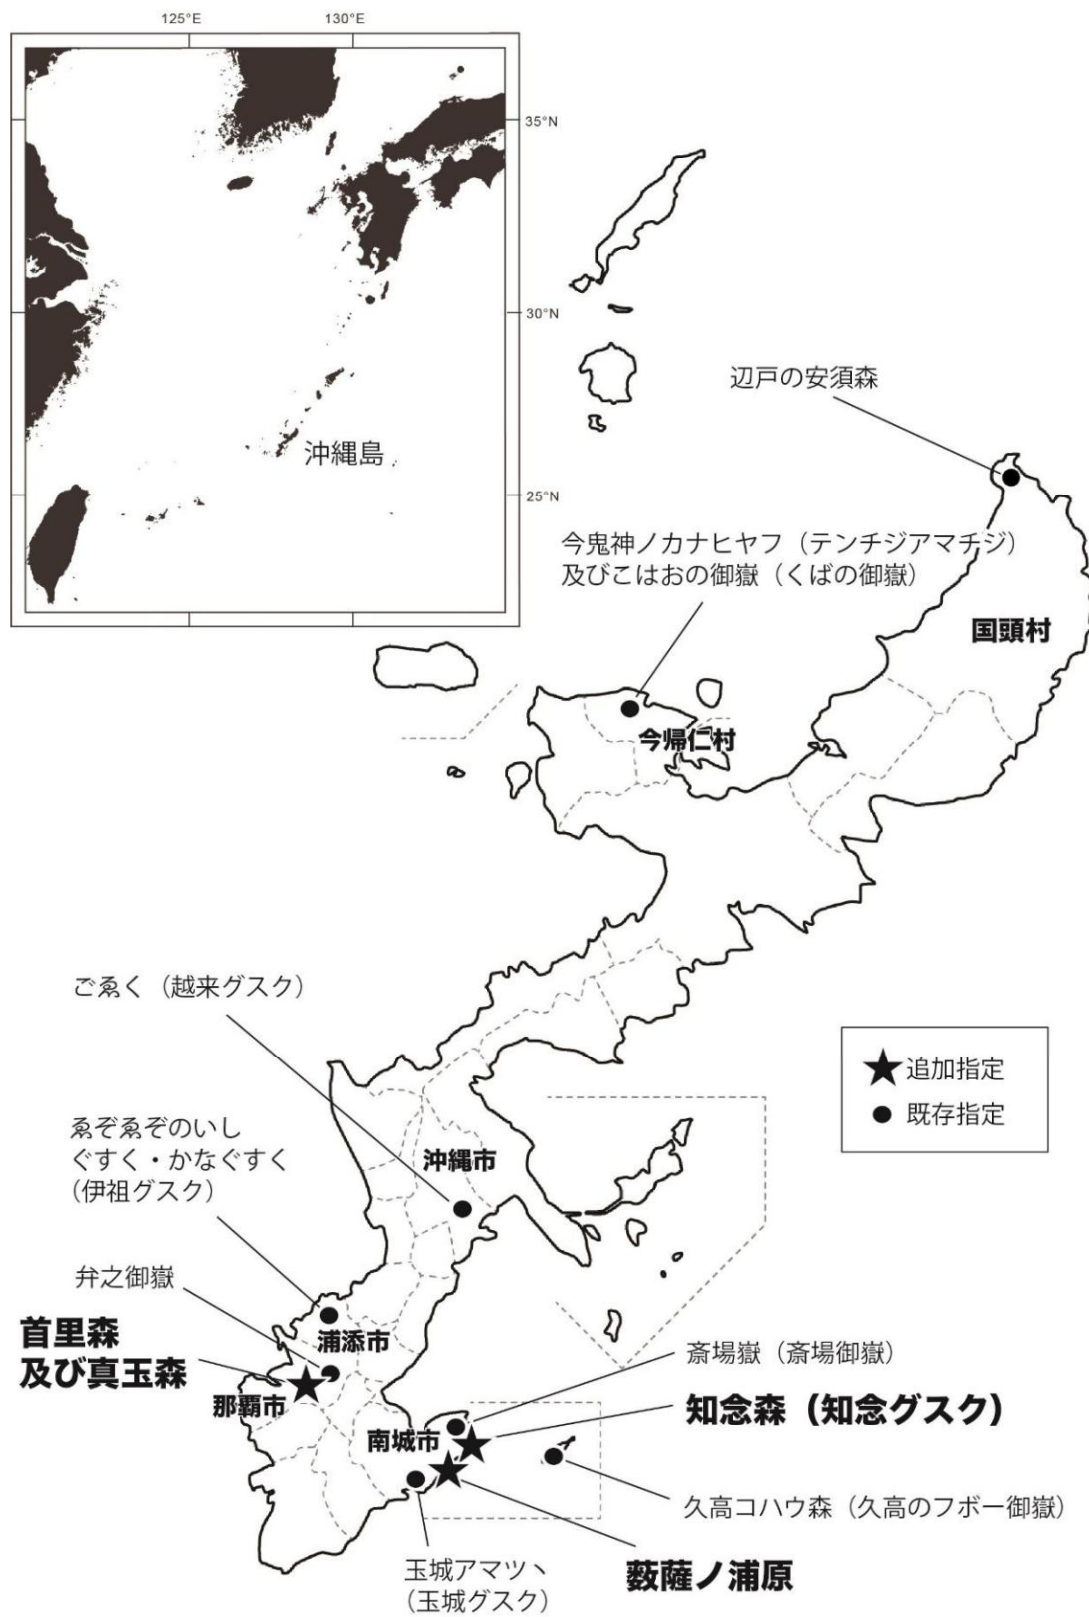 125°E
130°E
35°N
30°N
25°N
沖縄島
辺戸の安須森
今鬼神ノカナヒヤフ（テンチジアマチジ）
及びこはおの御嶽（くばの御嶽）
国頭村
今帰仁村
ごゑく（越来グスク）
★追加指定
●既存指定
ゑぞゑぞのいし
ぐすく・かなぐすく
（伊祖グスク）
沖縄市
弁之御嶽
首里森
及び真玉森
浦添市
那覇市
斎場嶽（斎場御嶽）
知念森（知念グスク）
南城市
久高コハウ森（久高のフボー御嶽）
玉城アマツヽ
（玉城グスク）
薮薩ノ浦原